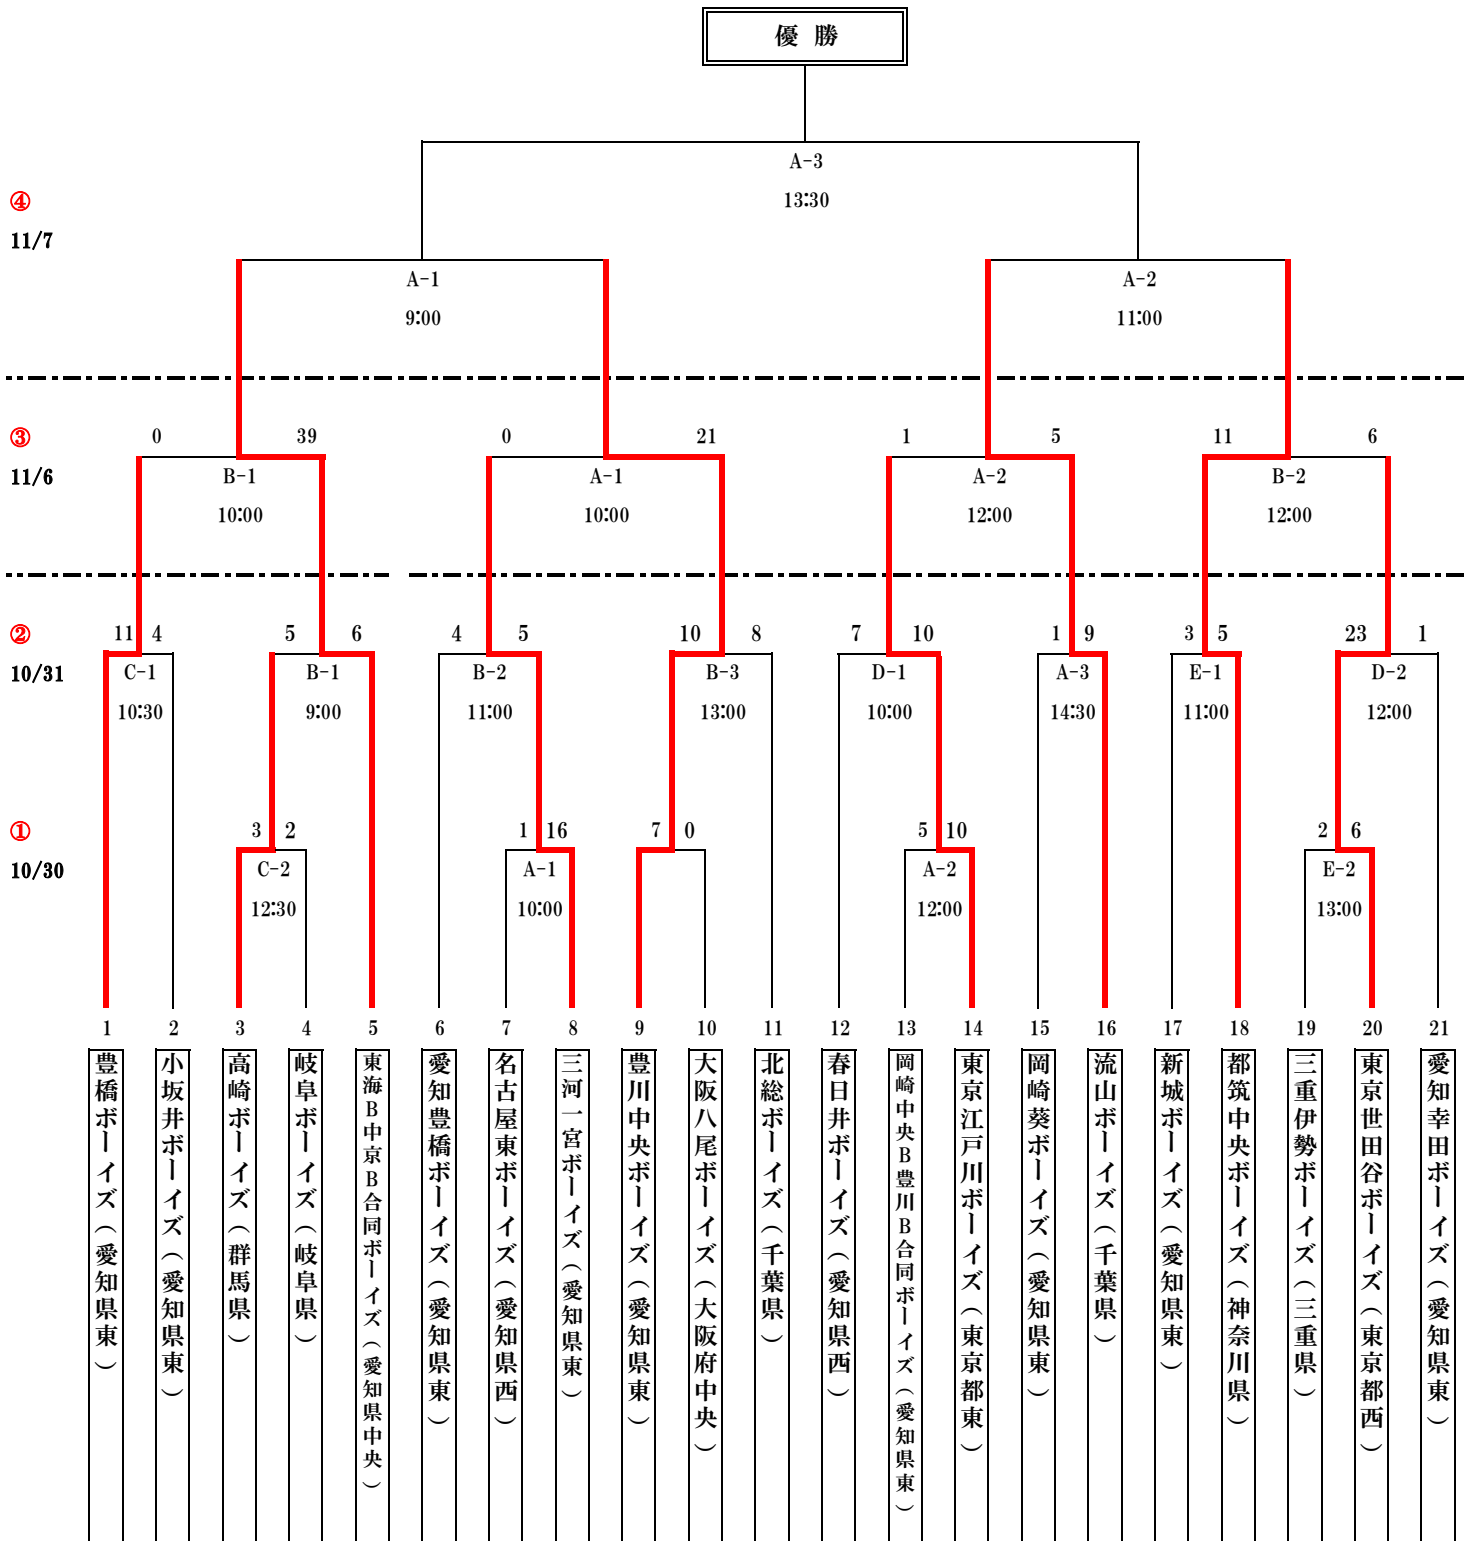 優 勝
A-3
13:30
④
11/7
A-1
A-2
9:00
11:00
③
0 39 0 21 1 5 11 6
11/6
B-1 A-1 A-2 B-2
10:00 10:00 12:00 12:00
②
11 4 5 6 4 5 10 8 7 10 1 9 3 5 23 1
10/31
C-1 B-1 B-2 B-3 D-1 A-3 E-1 D-2
10:30 9:00 11:00 13:00 10:00 14:30 11:00 12:00
①
3 2 1 16 7 0 5 10 2 6
10/30
C-2 A-1 A-2 E-2
12:30 10:00 12:00 13:00
1 2 3 4 5 6 7 8 9 10 11 12 13 14 15 16 17 18 19 20 21
豊橋ボーイズ(愛知県東)
小坂井ボーイズ(愛知県東)
高崎ボーイズ(群馬県)
岐阜ボーイズ(岐阜県)
東海B中京B合同ボーイズ(愛知県中央)
愛知豊橋ボーイズ(愛知県東)
名古屋東ボーイズ(愛知県西)
三河一宮ボーイズ(愛知県東)
豊川中央ボーイズ(愛知県東)
大阪八尾ボーイズ(大阪府中央)
北総ボーイズ(千葉県)
春日井ボーイズ(愛知県西)
岡崎中央B豊川B合同ボーイズ(愛知県東)
東京江戸川ボーイズ(東京都東)
岡崎葵ボーイズ(愛知県東)
流山ボーイズ(千葉県)
新城ボーイズ(愛知県東)
都筑中央ボーイズ(神奈川県)
三重伊勢ボーイズ(三重県)
東京世田谷ボーイズ(東京都西)
愛知幸田ボーイズ(愛知県東)